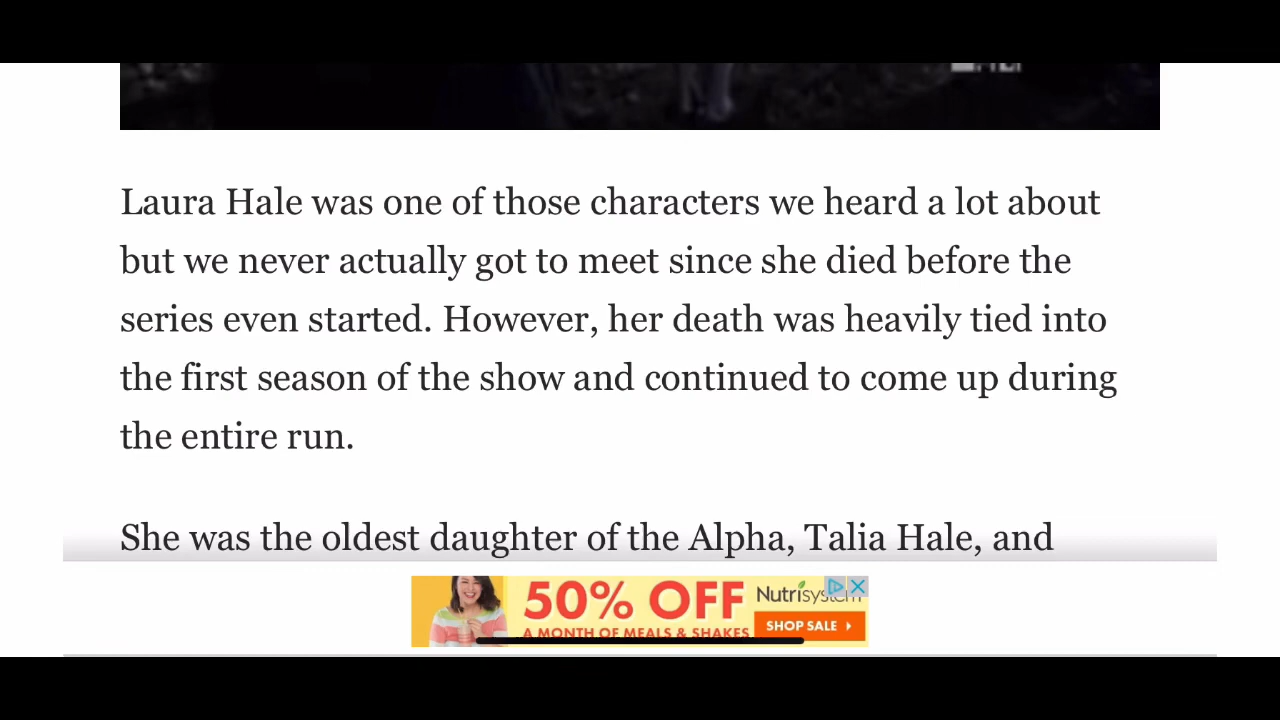 Laura Hale was one of those characters we heard a lot about
but we never actually got to meet since she died before the
series even started. However, her death was heavily tied into
the first season of the show and continued to come up during
the entire run.
She was the oldest daughter of the Alpha, Talia Hale, and
50% OFF
A MONTH OF MEALS & SHAKES
Nutrisystem
SHOP SALE